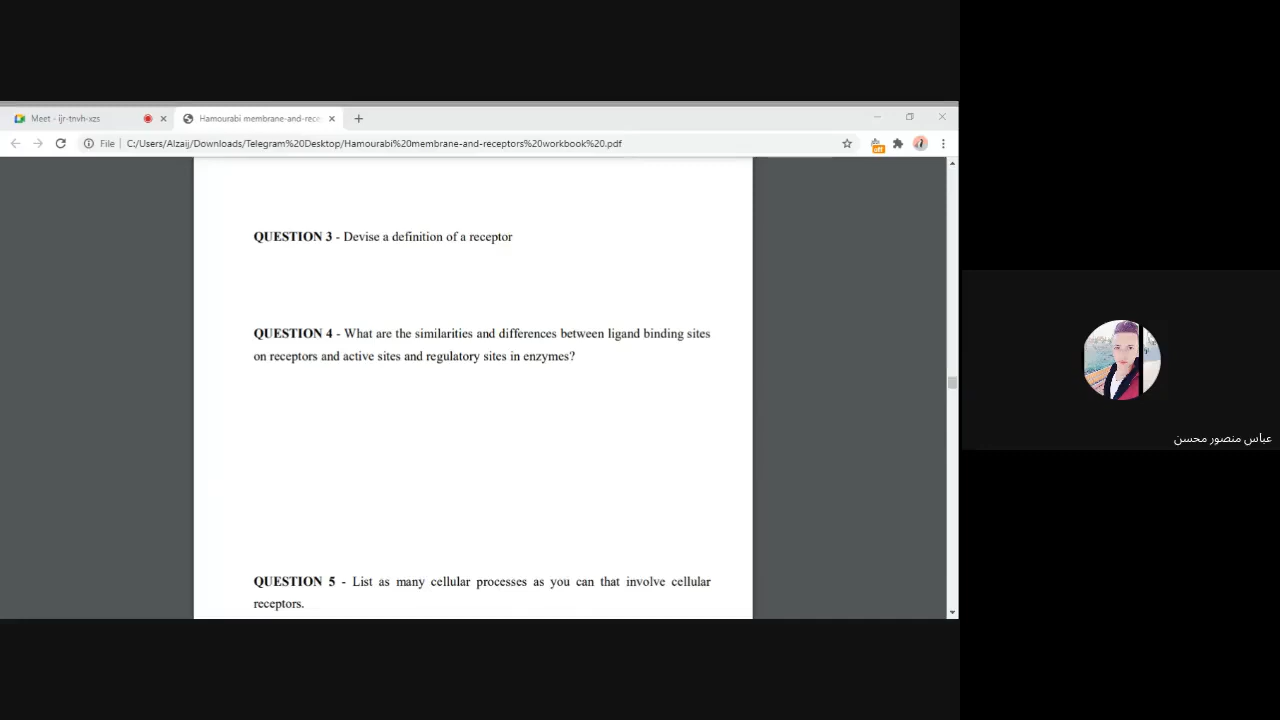 Meet - ijr-tnvh-xzs
Hamourabi membrane-and-rece
File
C:/Users/Alzaij/Downloads/Telegram%20Desktop/Hamourabi%20membrane-and-receptors%20workbook%20.pdf
off
QUESTION 3 - Devise a definition of a receptor
QUESTION 4 - What are the similarities and differences between ligand binding sites
on receptors and active sites and regulatory sites in enzymes?
QUESTION 5 - List as many cellular processes as you can that involve cellular
receptors.
عباس منصور محسن